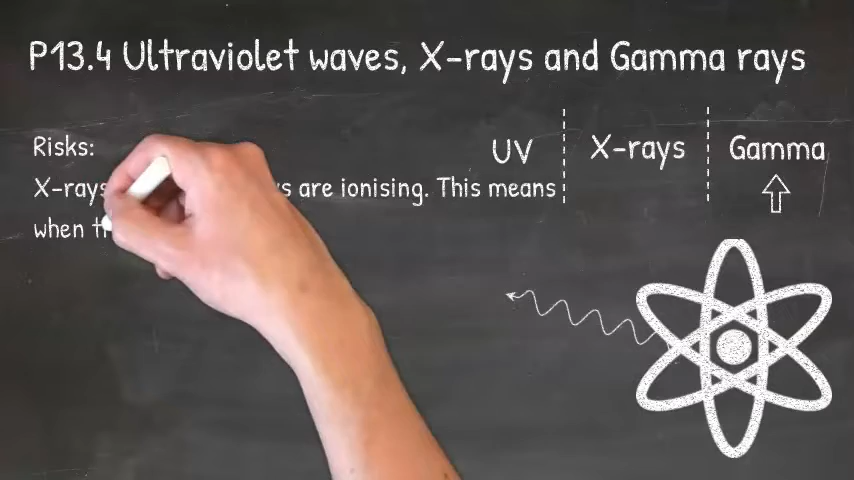 P13.4 Ultraviolet waves, X-rays and Gamma rays
Risks:
UV
X-rays
Gamma
X-rays are ionising. This means
when